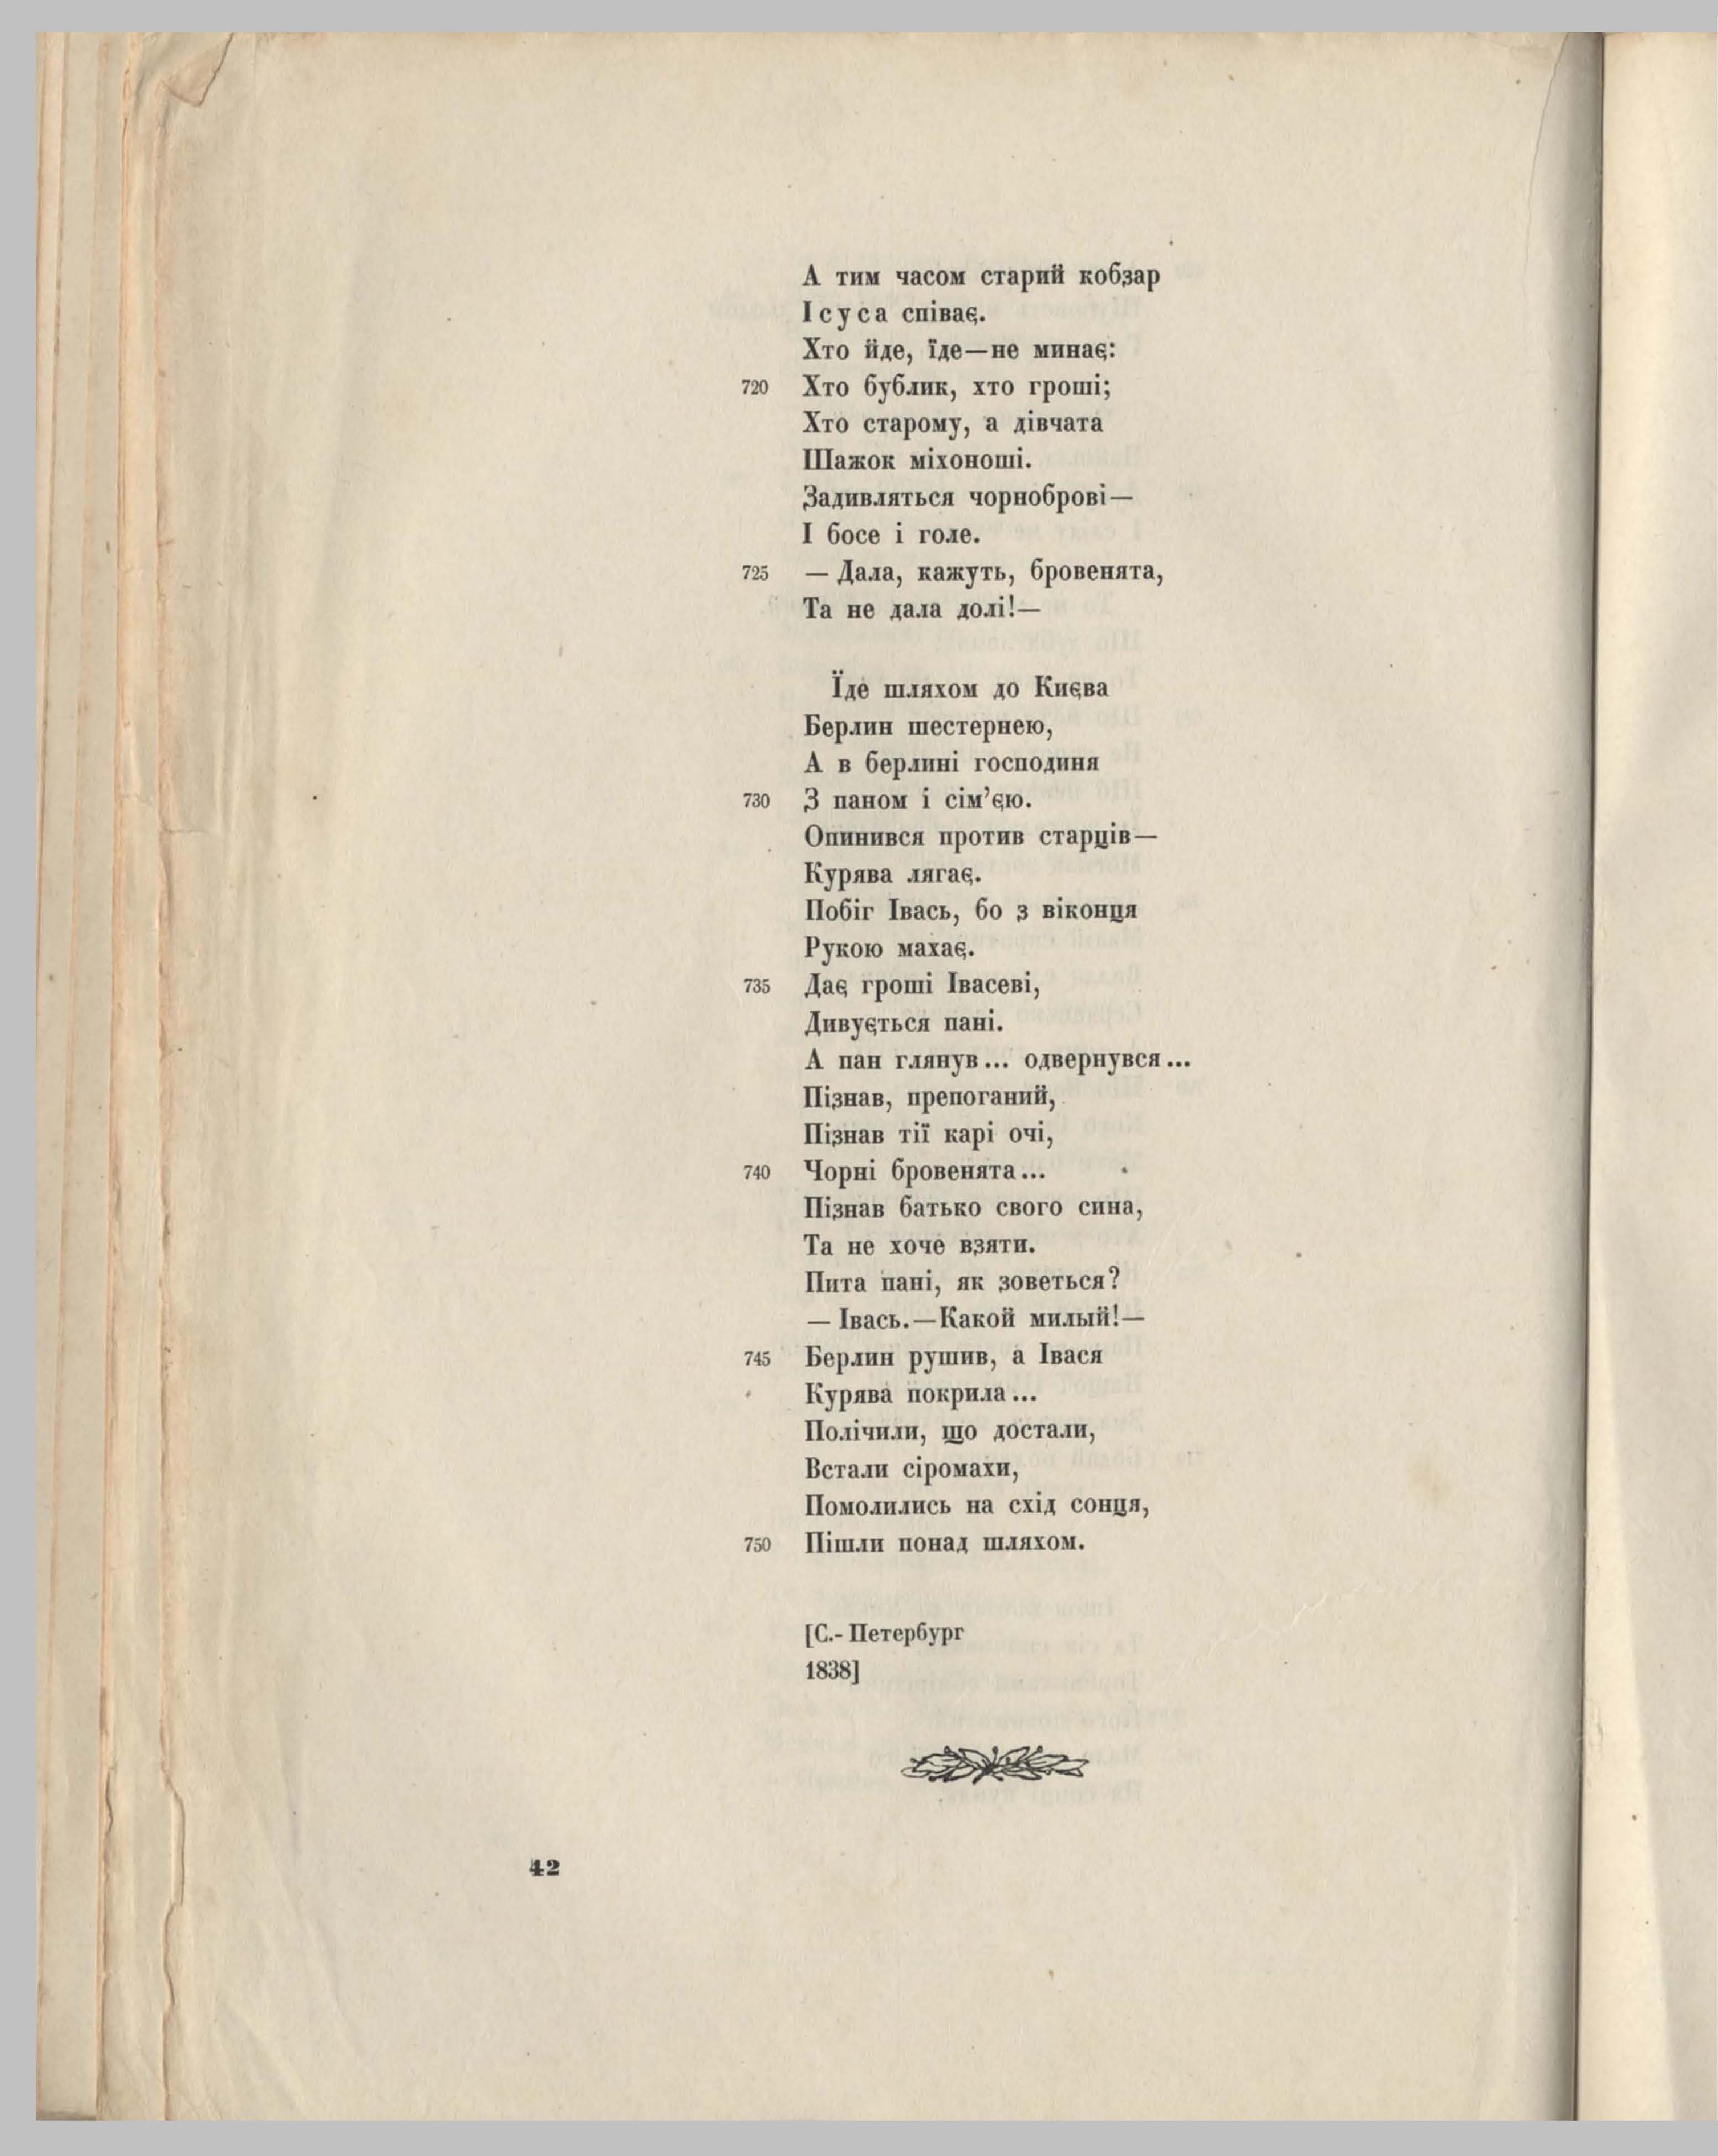 А тим часом старий кобзар
Ісуса співає.
Хто йде, їде—не минає:
720 Хто бублик, хто гроші;
Хто старому, а дівчата
Шажок міхоноші.
Задивляться чорноброві—
І босе і голе.
725 — Дала, кажуть, бровенята,
Та не дала долі!—
Їде шляхом до Києва
Берлин шестернею,
А в берлині господиня
730 З паном і сім’єю.
Опинився против старців—
Курява лягає.
Побіг Івась, бо з віконця
Рукою махає.
735 Дає гроші Івасеві,
Дивується пані.
А пан глянув... одвернувся...
Пізнав, препоганий,
Пізнав тії карі очі,
740 Чорні бровенята...
Пізнав батько свого сина,
Та не хоче взяти.
Пита пані, як зоветься?
— Івась.—Какой милый!—
745 Берлин рушив, а Івася
Курява покрила...
Полічили, що достали,
Встали сіромахи,
Помолились на схід сонця,
750 Пішли понад шляхом.
[С.-Петербург
1838]
42